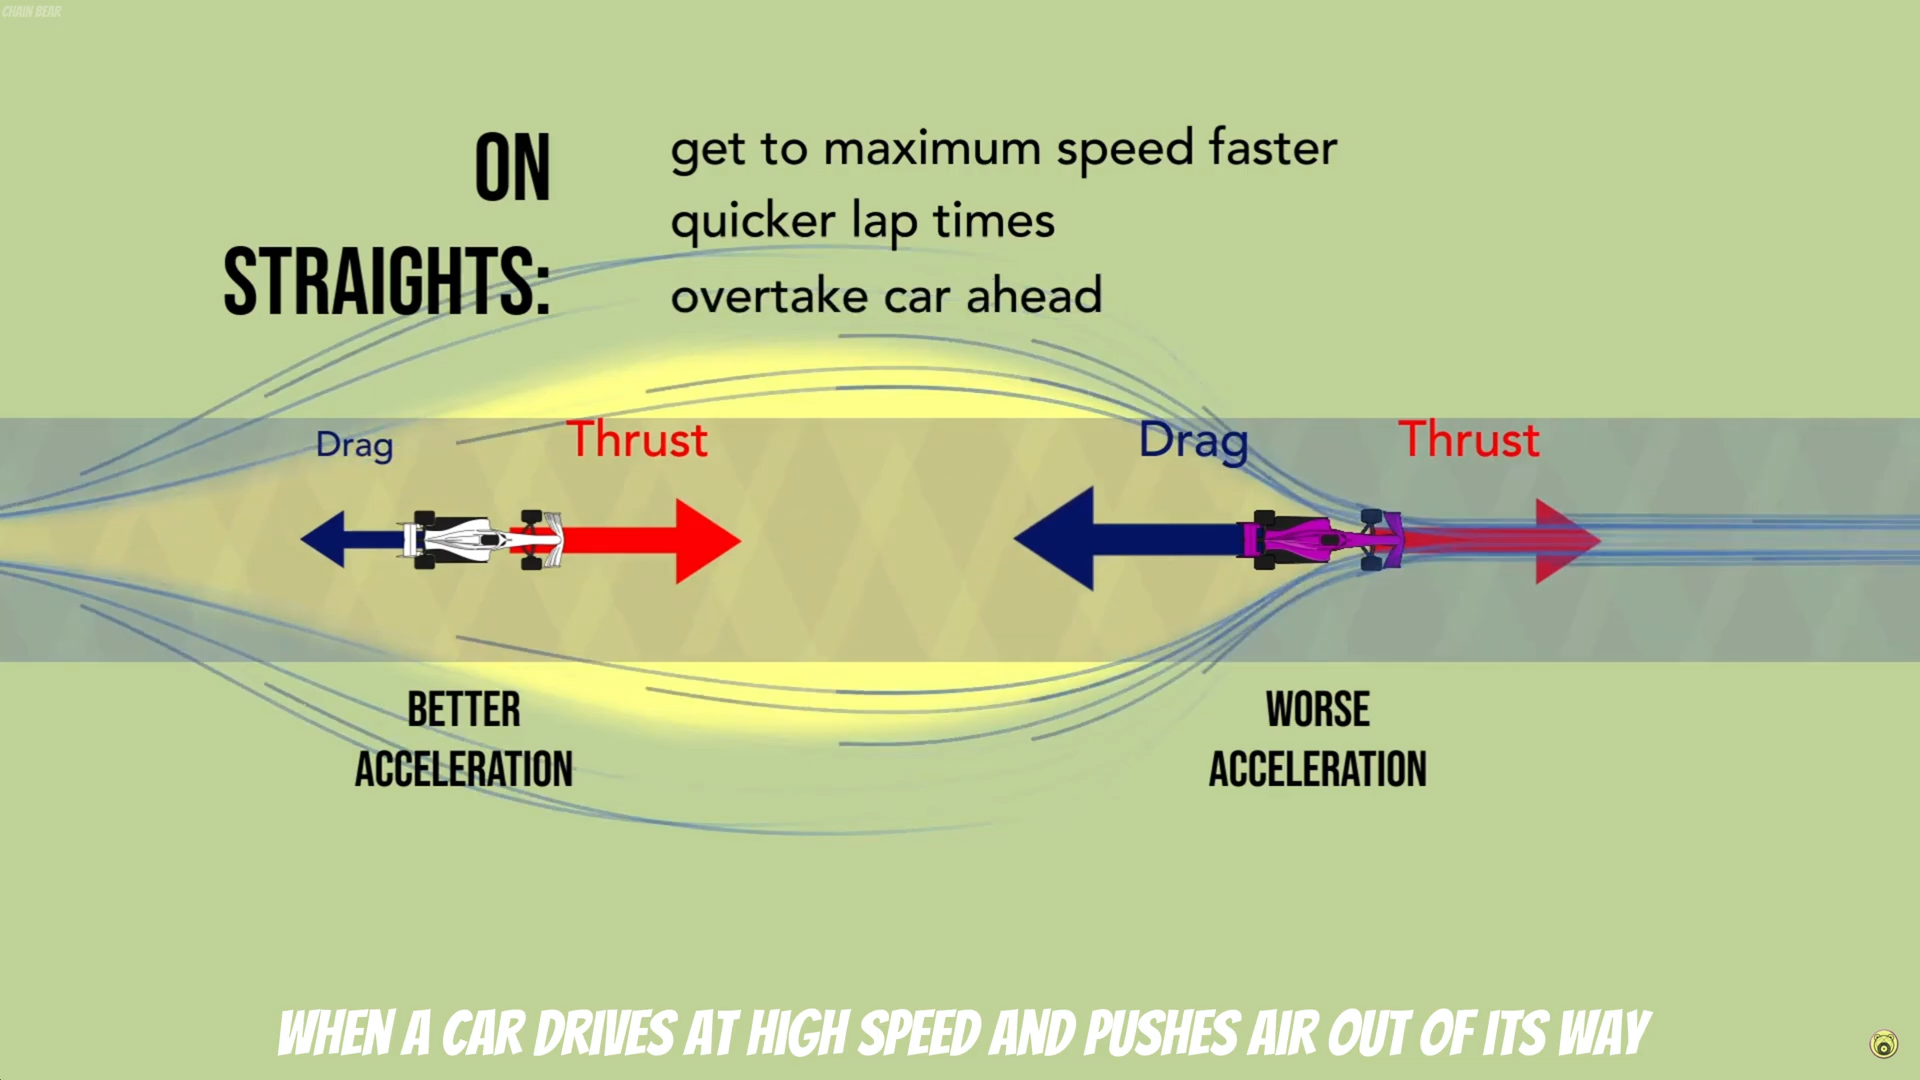 CHAIN BEAR
ON
STRAIGHTS:
get to maximum speed faster
quicker lap times
overtake car ahead
Drag
Thrust
Drag
Thrust
BETTER
ACCELERATION
WORSE
ACCELERATION
WHEN A CAR DRIVES AT HIGH SPEED AND PUSHES AIR OUT OF ITS WAY